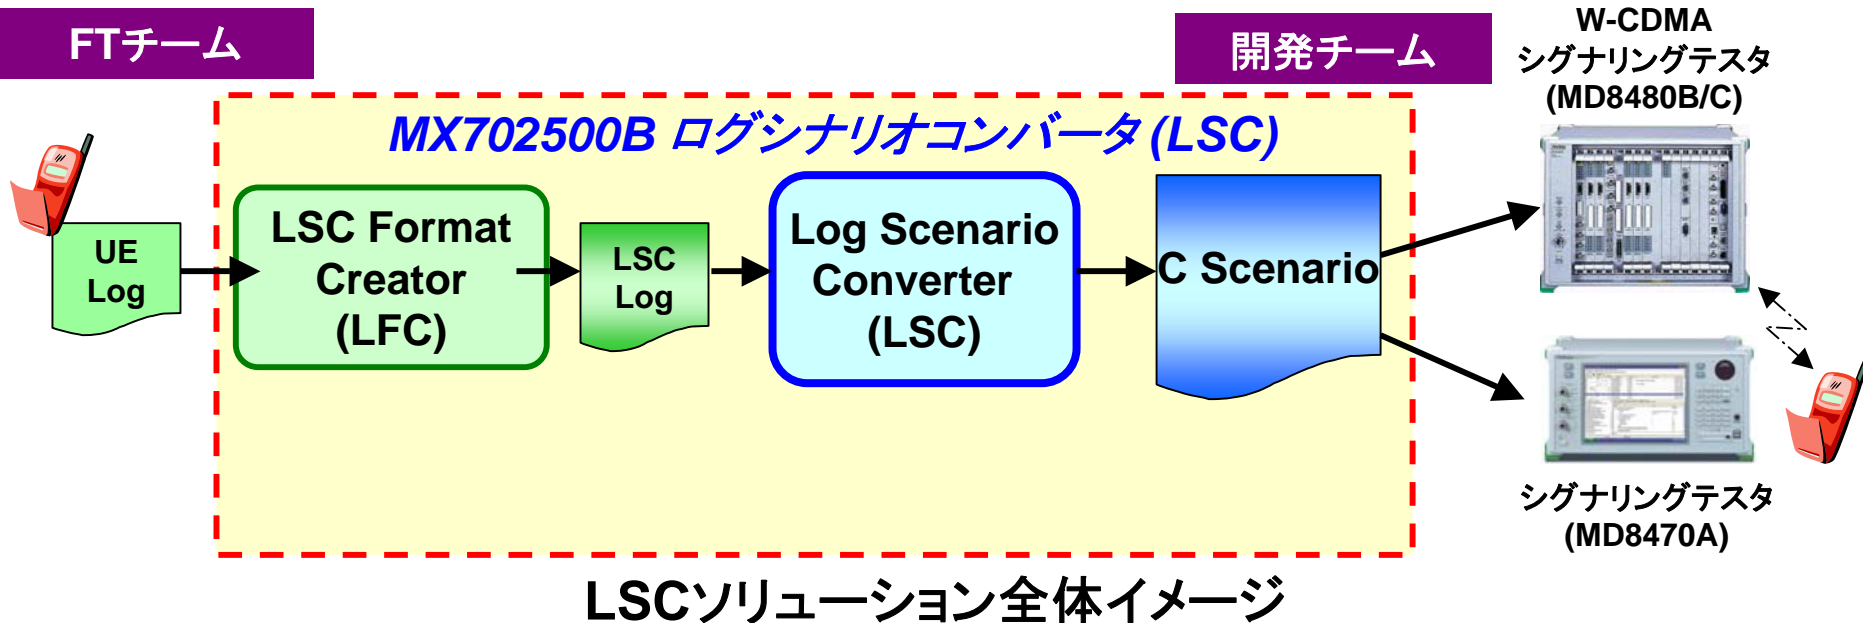 FTチーム
開発チーム
W-CDMA
シグナリングテスタ
(MD8480B/C)
MX702500B ログシナリオコンバータ (LSC)
UE
Log
LSC Format
Creator
(LFC)
LSC
Log
Log Scenario
Converter
(LSC)
C Scenario
シグナリングテスタ
(MD8470A)
LSCソリューション全体イメージ